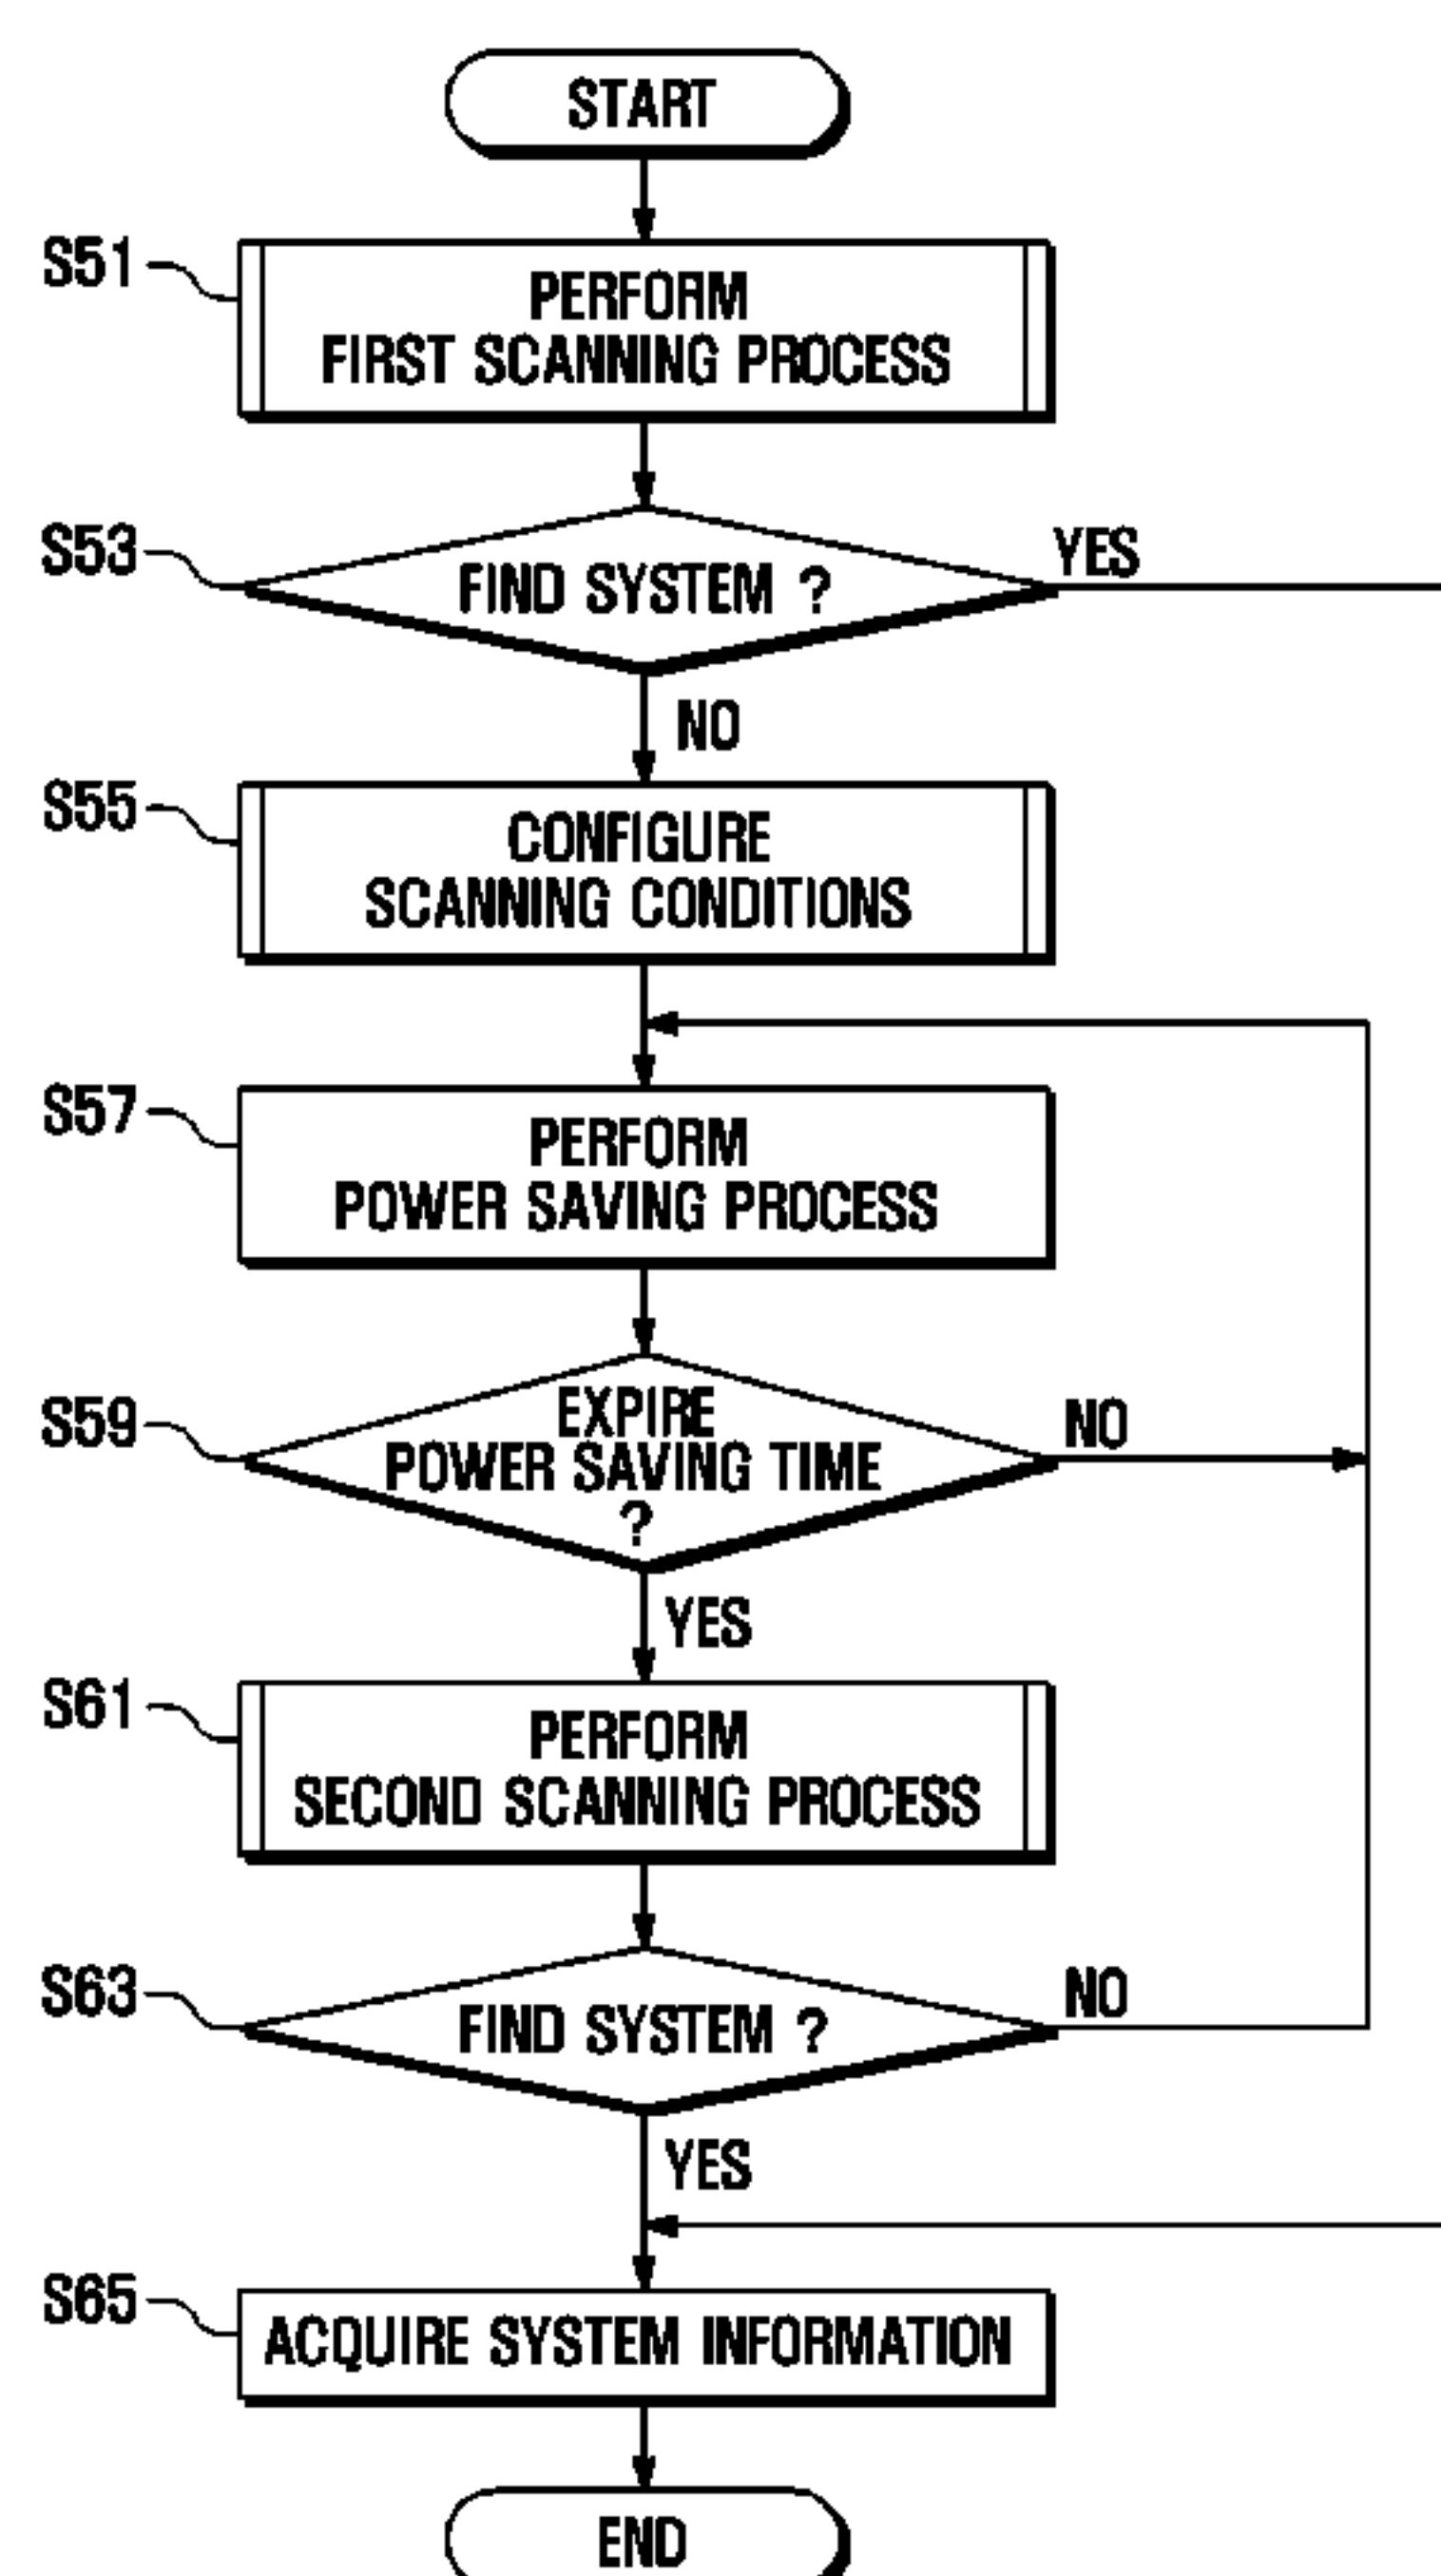 START
S51
PERFORM
FIRST SCANNING PROCESS
S53
FIND SYSTEM ?
YES
NO
S55
CONFIGURE
SCANNING CONDITIONS
S57
PERFORM
POWER SAVING PROCESS
S59
EXPIRE
POWER SAVING TIME
?
NO
YES
S61
PERFORM
SECOND SCANNING PROCESS
S63
FIND SYSTEM ?
NO
YES
S65
ACQUIRE SYSTEM INFORMATION
END